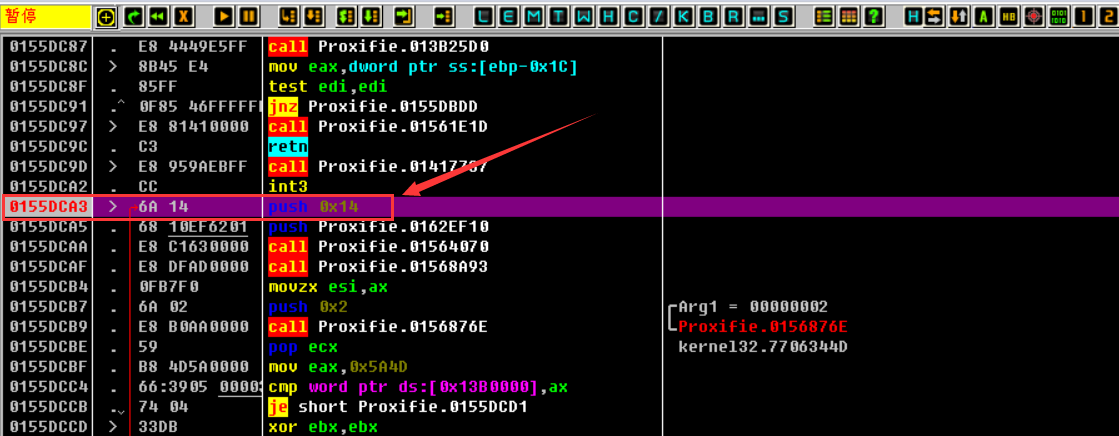 暂停 L E M T W H C / K B R ... S ? H A HB 1 2
0155DC87 . E8 4449E5FF call Proxifie.013B25D0
0155DC8C > 8B45 E4 mov eax,dword ptr ss:[ebp-0x1C]
0155DC8F . 85FF test edi,edi
0155DC91 .^ 0F85 46FFFFF jnz Proxifie.0155DBDD
0155DC97 > E8 81410000 call Proxifie.01561E1D
0155DC9C . C3 retn
0155DC9D > E8 959AEBFF call Proxifie.01417737
0155DCA2 . CC int3
0155DCA3 > 6A 14 push 0x14
0155DCA5 . 68 10EF6201 push Proxifie.0162EF10
0155DCAA . E8 C1630000 call Proxifie.01564070
0155DCAF . E8 DFAD0000 call Proxifie.01568A93
0155DCB4 . 0FB7F0 movzx esi,ax
0155DCB7 . 6A 02 push 0x2 Arg1 = 00000002
0155DCB9 . E8 B0AA0000 call Proxifie.0156876E Proxifie.0156876E
0155DCBE . 59 pop ecx kernel32.7706344D
0155DCBF . B8 4D5A0000 mov eax,0x5A4D
0155DCC4 . 66:3905 0000 cmp word ptr ds:[0x13B0000],ax
0155DCCB .v 74 04 je short Proxifie.0155DCD1
0155DCCD > 33DB xor ebx,ebx